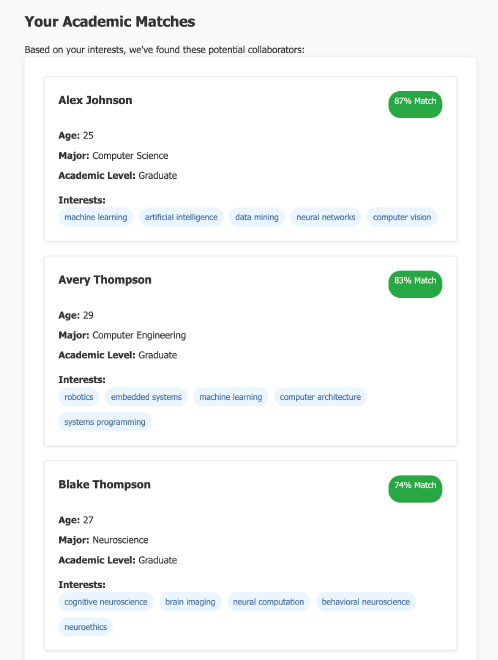 Your Academic Matches
Based on your interests, we've found these potential collaborators:
Alex Johnson
87% Match
Age: 25
Major: Computer Science
Academic Level: Graduate
Interests:
machine learning artificial intelligence data mining neural networks computer vision
Avery Thompson
83% Match
Age: 29
Major: Computer Engineering
Academic Level: Graduate
Interests:
robotics embedded systems machine learning computer architecture
systems programming
Blake Thompson
74% Match
Age: 27
Major: Neuroscience
Academic Level: Graduate
Interests:
cognitive neuroscience brain imaging neural computation behavioral neuroscience
neuroethics